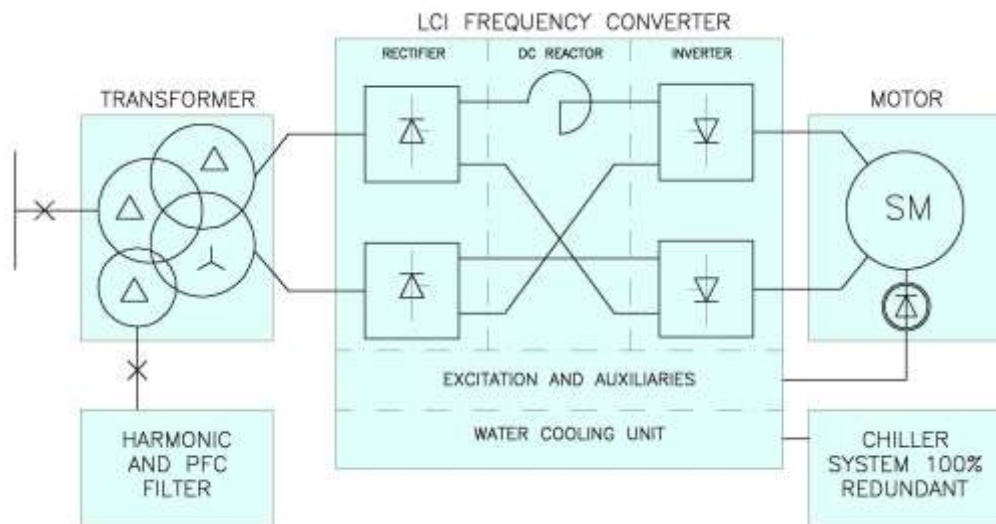 LCI FREQUENCY CONVERTER
RECTIFIER
DC REACTOR
INVERTER
TRANSFORMER
MOTOR
SM
EXCITATION AND AUXILIARIES
WATER COOLING UNIT
HARMONIC
AND PFC
FILTER
CHILLER
SYSTEM 100%
REDUNDANT